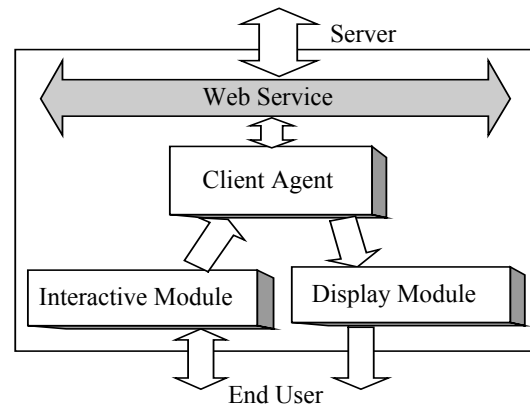 Server
Web Service
Client Agent
Interactive Module
Display Module
End User